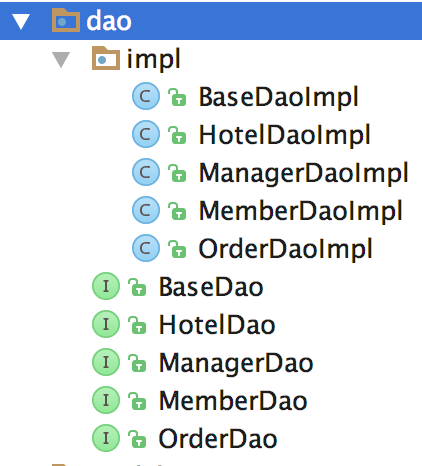 dao
impl
C BaseDaoImpl
C HotelDaoImpl
C ManagerDaoImpl
C MemberDaoImpl
C OrderDaoImpl
I BaseDao
I HotelDao
I ManagerDao
I MemberDao
I OrderDao